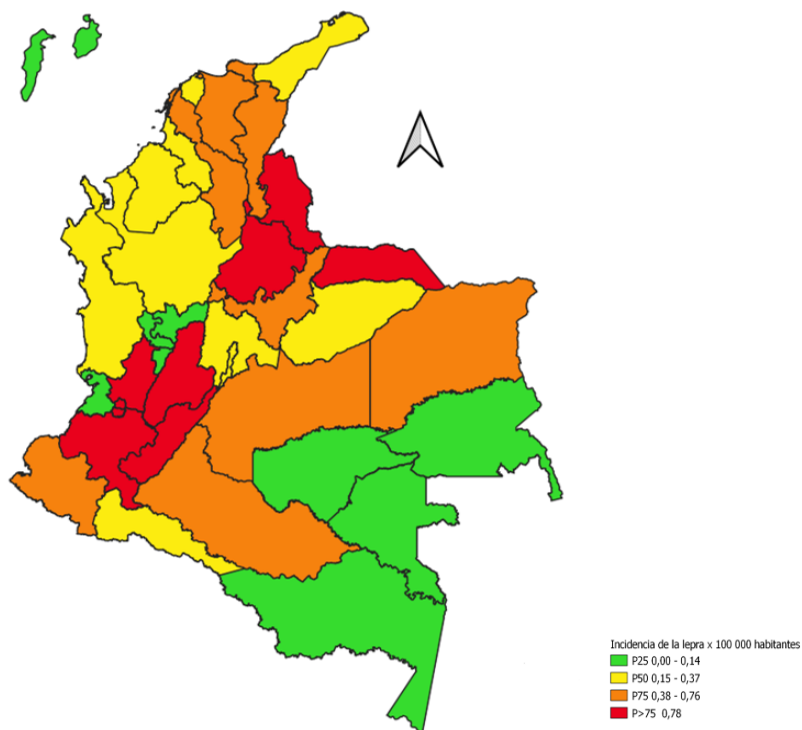 Incidencia de la lepra x 100 000 habitantes
P25 0,00 - 0,14
P50 0,15 - 0,37
P75 0,38 - 0,76
P>75 0,78